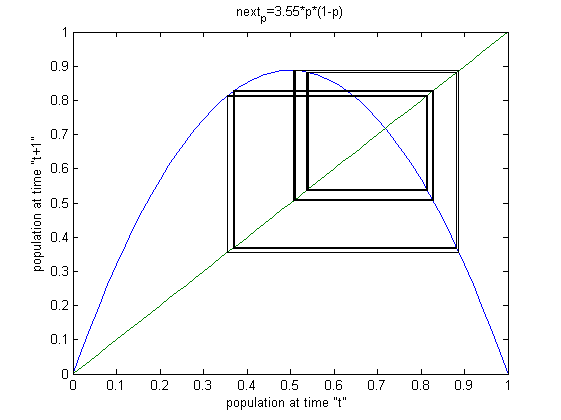 next_p=3.55*p*(1-p)
1
0.9
0.8
0.7
0.6
0.5
0.4
0.3
0.2
0.1
0
population at time "t+1"
0 0.1 0.2 0.3 0.4 0.5 0.6 0.7 0.8 0.9 1
population at time "t"